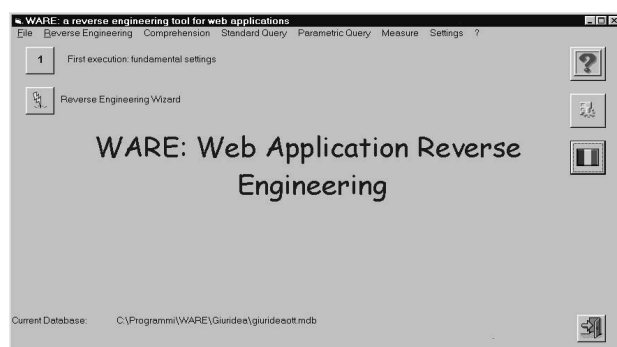 WARE: a reverse engineering tool for web applications
File Reverse Engineering Comprehension Standard Query Parametric Query Measure Settings ?
1 First execution: fundamental settings
Reverse Engineering Wizard
WARE: Web Application Reverse
Engineering
Current Database: C:\Programmi\WARE\Giuridea\giurideaott.mdb